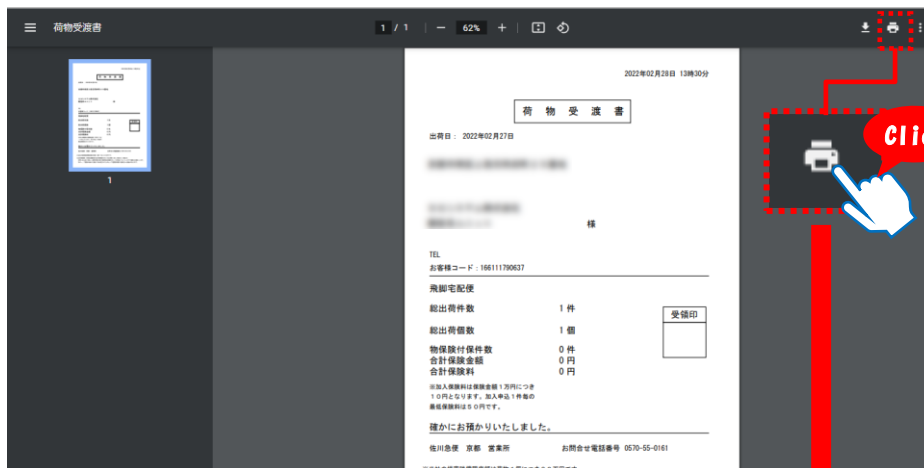 荷物受渡書
1 / 1
62%
1
2022年02月28日 13時30分
荷 物 受 渡 書
出荷日： 2022年02月27日
様
TEL
お客様コード：166111790637
飛脚宅配便
総出荷件数 1 件
受領印
総出荷個数 1 個
物保険付保件数 0 件
合計保険金額 0 円
合計保険料 0 円
※加入保険料は保険金額１万円につき
１０円となります。加入申込１件毎の
最低保険料は５０円です。
確かにお預かりいたしました。
佐川急便 京都 営業所 お問合せ電話番号 0570-55-0161
Clic